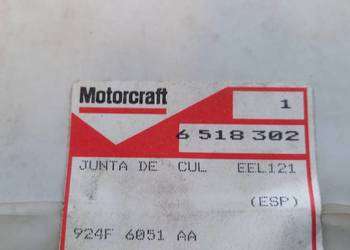 Motorcraft
1
6 518 302
JUNTA DE CUL EEL121
(ESP)
924F 6051 AA